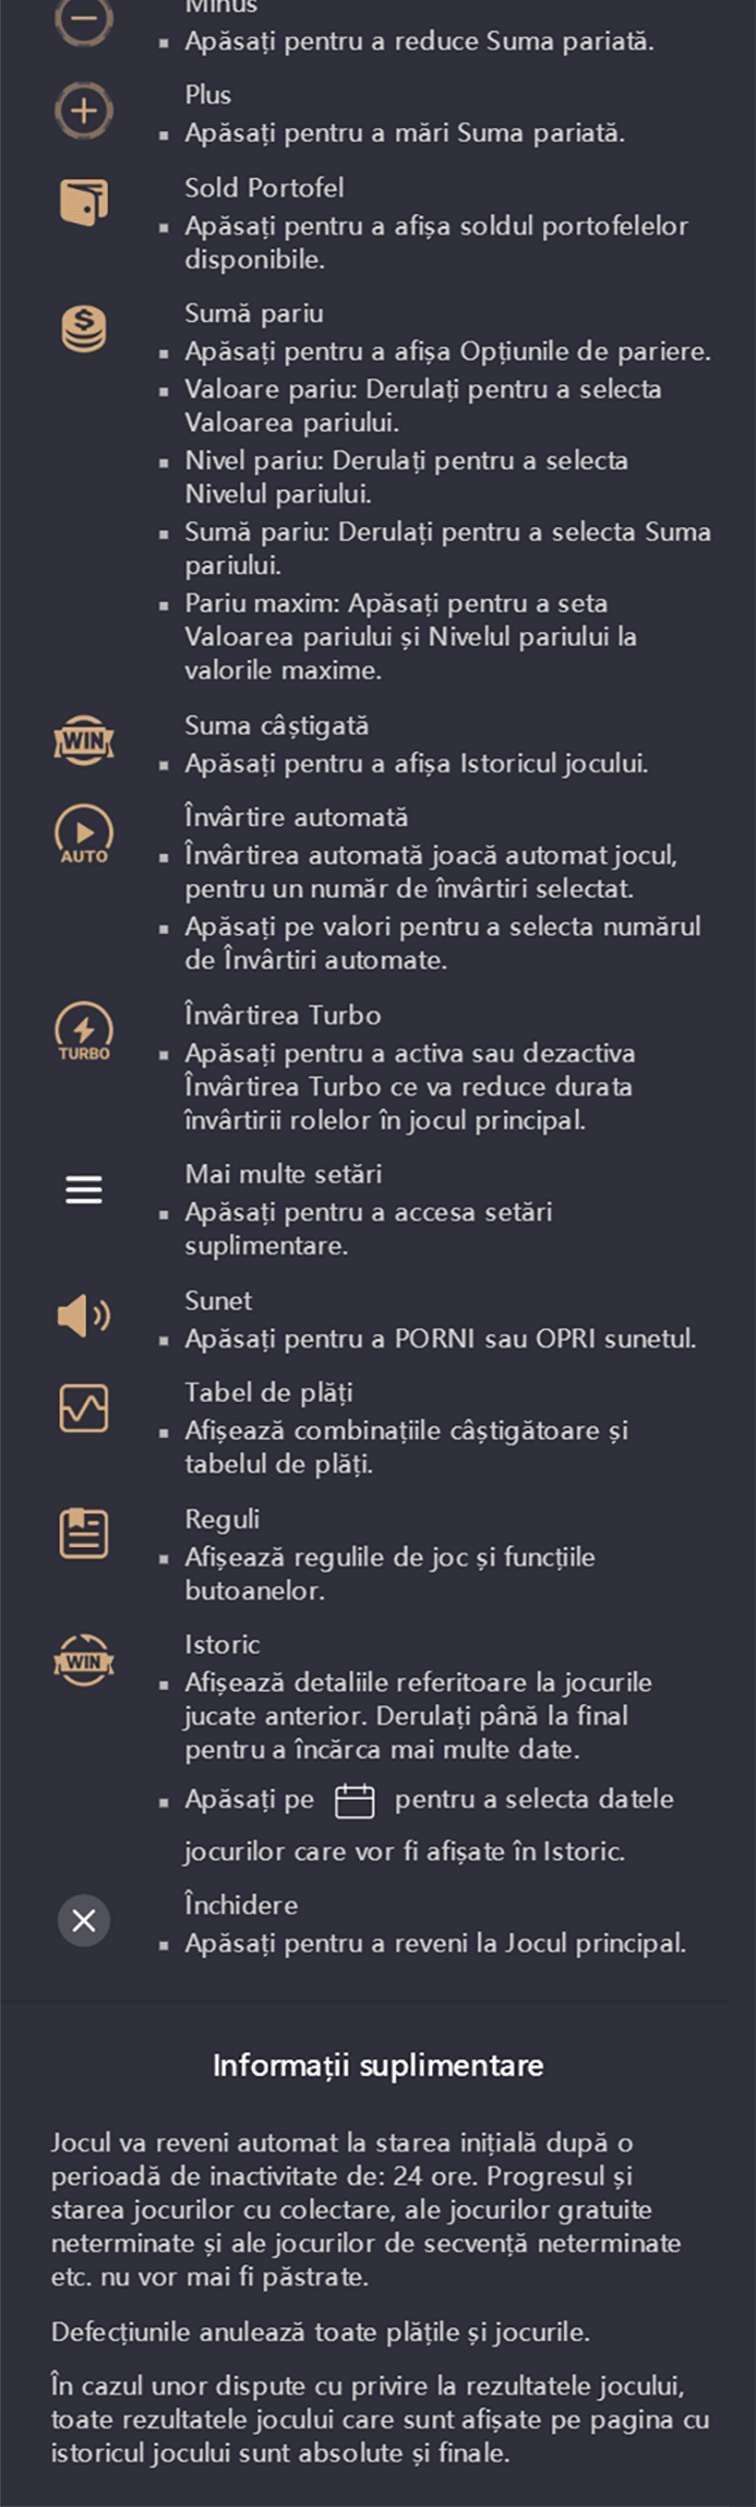 Minus
Apăsați pentru a reduce Suma pariată.
Plus
Apăsați pentru a mări Suma pariată.
Sold Portofel
Apăsați pentru a afișa soldul portofelelor
disponibile.
$
Sumă pariu
Apăsați pentru a afișa Opțiunile de pariere.
Valoare pariu: Derulați pentru a selecta
Valoarea pariului.
Nivel pariu: Derulați pentru a selecta
Nivelul pariului.
Sumă pariu: Derulați pentru a selecta Suma
pariului.
Pariu maxim: Apăsați pentru a seta
Valoarea pariului și Nivelul pariului la
valorile maxime.
WIN
Suma câștigată
Apăsați pentru a afișa Istoricul jocului.
AUTO
Învârtire automată
Învârtirea automată joacă automat jocul,
pentru un număr de învârtiri selectat.
Apăsați pe valori pentru a selecta numărul
de Învârtiri automate.
TURBO
Învârtirea Turbo
Apăsați pentru a activa sau dezactiva
Învârtirea Turbo ce va reduce durata
învârtirii rolelor în jocul principal.
Mai multe setări
Apăsați pentru a accesa setări
suplimentare.
Sunet
Apăsați pentru a PORNI sau OPRI sunetul.
Tabel de plăți
Afișează combinațiile câștigătoare și
tabelul de plăți.
Reguli
Afișează regulile de joc și funcțiile
butoanelor.
WIN
Istoric
Afișează detaliile referitoare la jocurile
jucate anterior. Derulați până la final
pentru a încărca mai multe date.
Apăsați pe pentru a selecta datele
jocurilor care vor fi afișate în Istoric.
Închidere
Apăsați pentru a reveni la Jocul principal.
Informații suplimentare
Jocul va reveni automat la starea inițială după o
perioadă de inactivitate de: 24 ore. Progresul și
starea jocurilor cu colectare, ale jocurilor gratuite
neterminate și ale jocurilor de secvență neterminate
etc. nu vor mai fi păstrate.
Defecțiunile anulează toate plățile și jocurile.
În cazul unor dispute cu privire la rezultatele jocului,
toate rezultatele jocului care sunt afișate pe pagina cu
istoricul jocului sunt absolute și finale.